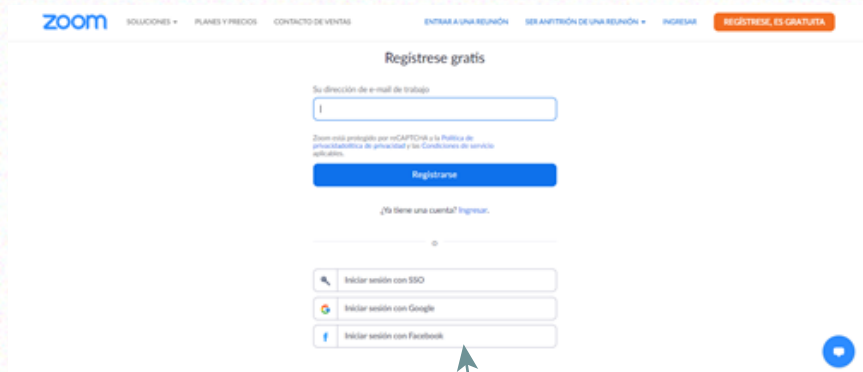 zoom SOLUCIONES PLANES Y PRECIOS CONTACTO DE VENTAS ENTRAR A UNA REUNIÓN SER ANFITRIÓN DE UNA REUNIÓN INGRESAR REGÍSTRESE, ES GRATUITA
Regístrese gratis
Su dirección de e-mail de trabajo
Zoom está protegido por reCAPTCHA y la Política de
privacidadolítica de privacidad y las Condiciones de servicio
aplicables.
Registrarse
¿Ya tiene una cuenta? Ingresar.
o
Iniciar sesión con SSO
Iniciar sesión con Google
Iniciar sesión con Facebook